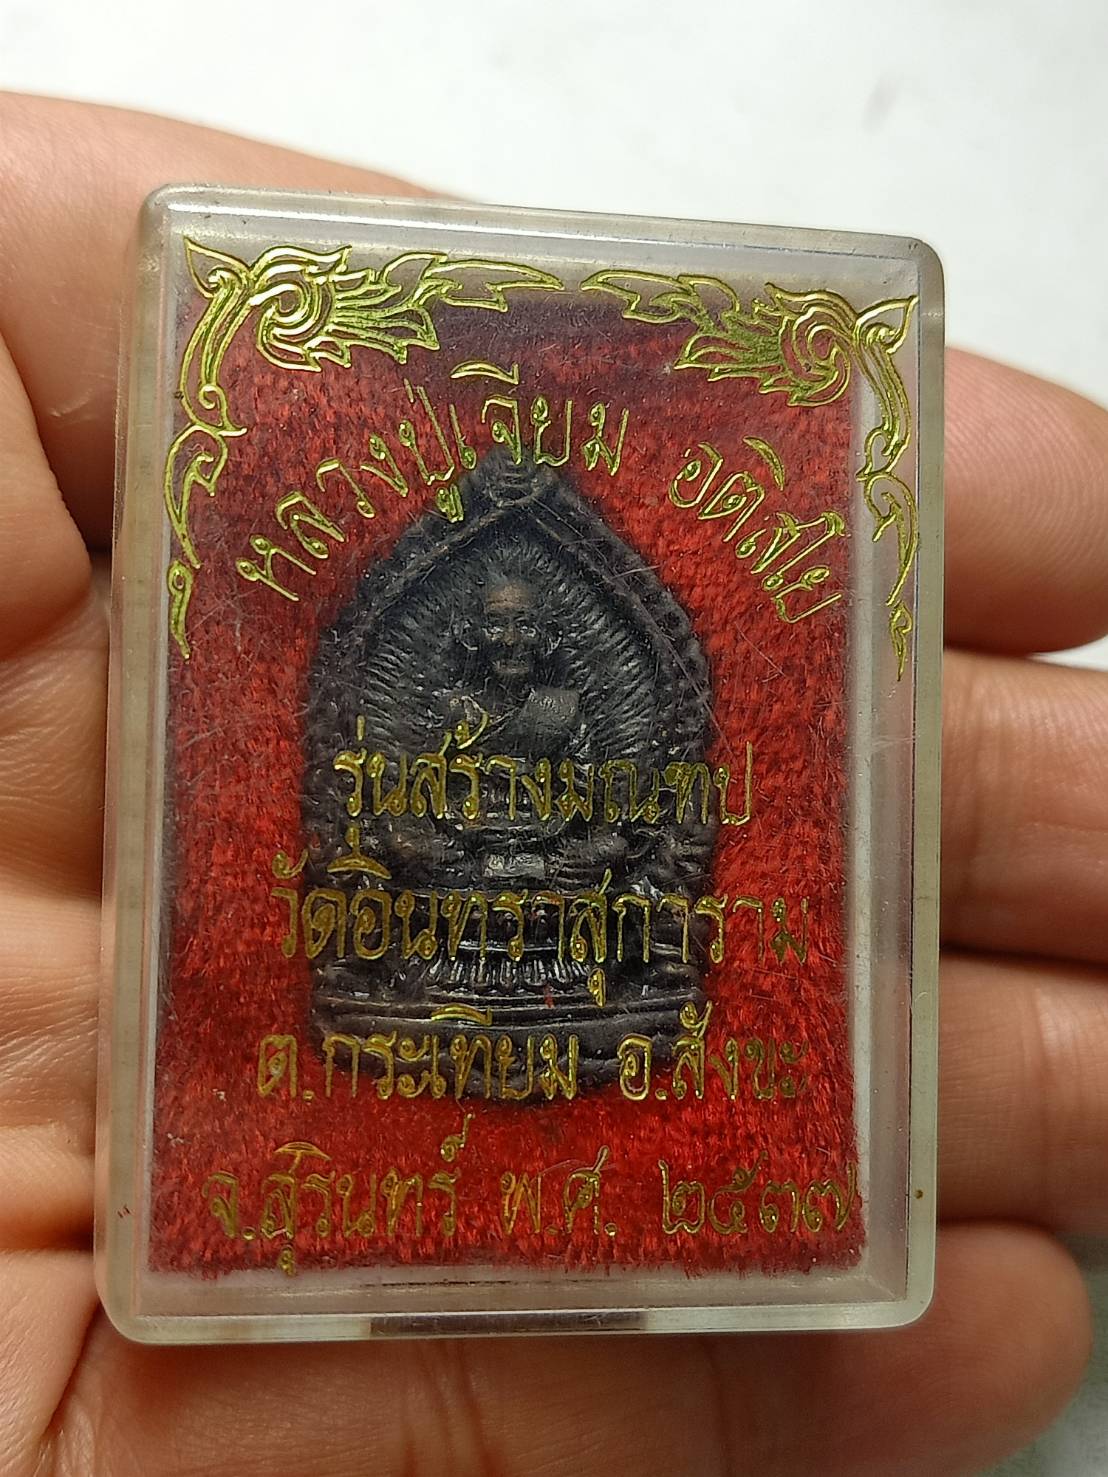 หลวงปู่เจียม อติสโย
รุ่นสร้างมณฑป
วัดอินทราสุการาม
ต.กระเทียม อ.สังขะ
จ.สุรินทร์ พ.ศ. ๒๕๓๗